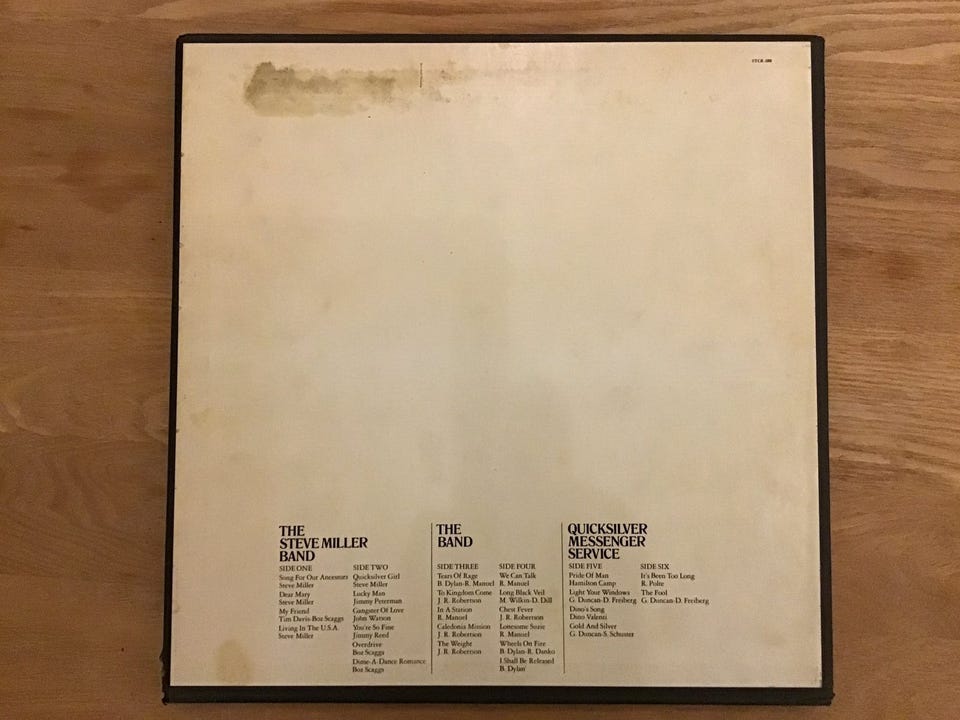 STCR-288
THE
STEVE MILLER
BAND
SIDE ONE
Song For Our Ancestors
Steve Miller
Dear Mary
Steve Miller
My Friend
Tim Davis-Boz Scaggs
Living In The U.S.A.
Steve Miller
SIDE TWO
Quicksilver Girl
Steve Miller
Lucky Man
Jimmy Peterman
Gangster Of Love
John Watson
You're So Fine
Jimmy Reed
Overdrive
Boz Scaggs
Dime-A-Dance Romance
Boz Scaggs
THE
BAND
SIDE THREE
Tears Of Rage
B. Dylan-R. Manuel
To Kingdom Come
J. R. Robertson
In A Station
R. Manuel
Caledonia Mission
J. R. Robertson
The Weight
J. R. Robertson
SIDE FOUR
We Can Talk
R. Manuel
Long Black Veil
M. Wilkin-D. Dill
Chest Fever
J. R. Robertson
Lonesome Suzie
R. Manuel
Wheels On Fire
B. Dylan-R. Danko
I Shall Be Released
B. Dylan
QUICKSILVER
MESSENGER
SERVICE
SIDE FIVE
Pride Of Man
Hamilton Camp
Light Your Windows
G. Duncan-D. Freiberg
Dino's Song
Dino Valenti
Gold And Silver
G. Duncan-S. Schuster
SIDE SIX
It's Been Too Long
R. Polte
The Fool
G. Duncan-D. Freiberg